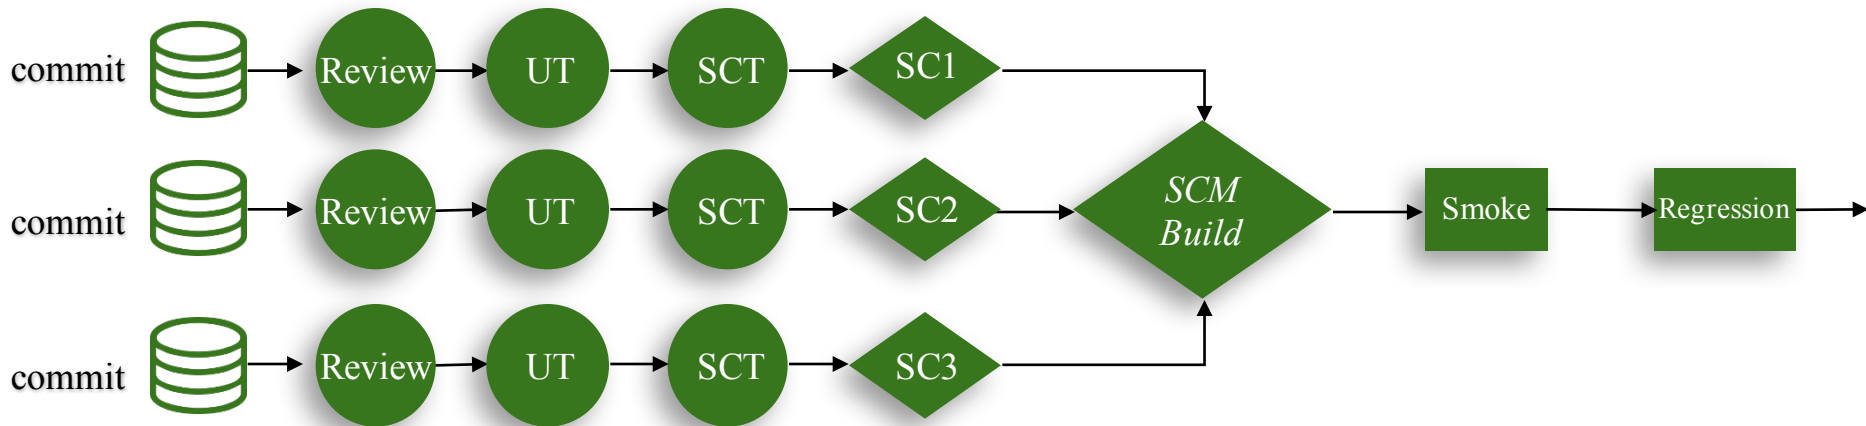 commit Review UT SCT SC1
commit Review UT SCT SC2
SCM
Build
Smoke Regression
commit Review UT SCT SC3